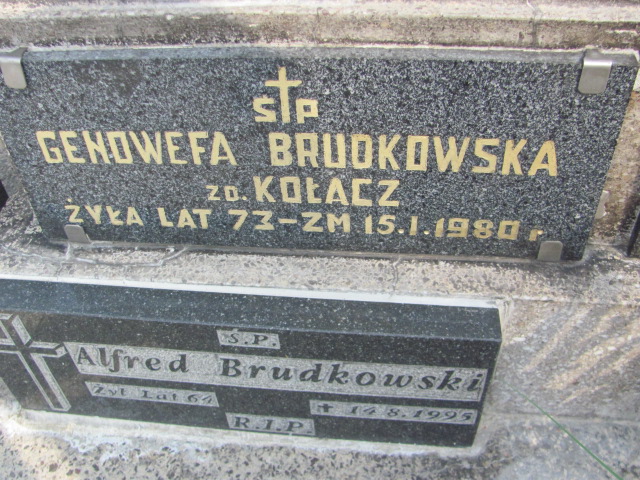 Ś†P
GENOWEFA BRUDKOWSKA
ZD. KOŁACZ
ŻYŁA LAT 73-ZM 15.1.1980 r
Ś.P.
Alfred Brudkowski
Żył Lat 64
✝ 14.8.1995
R.I.P